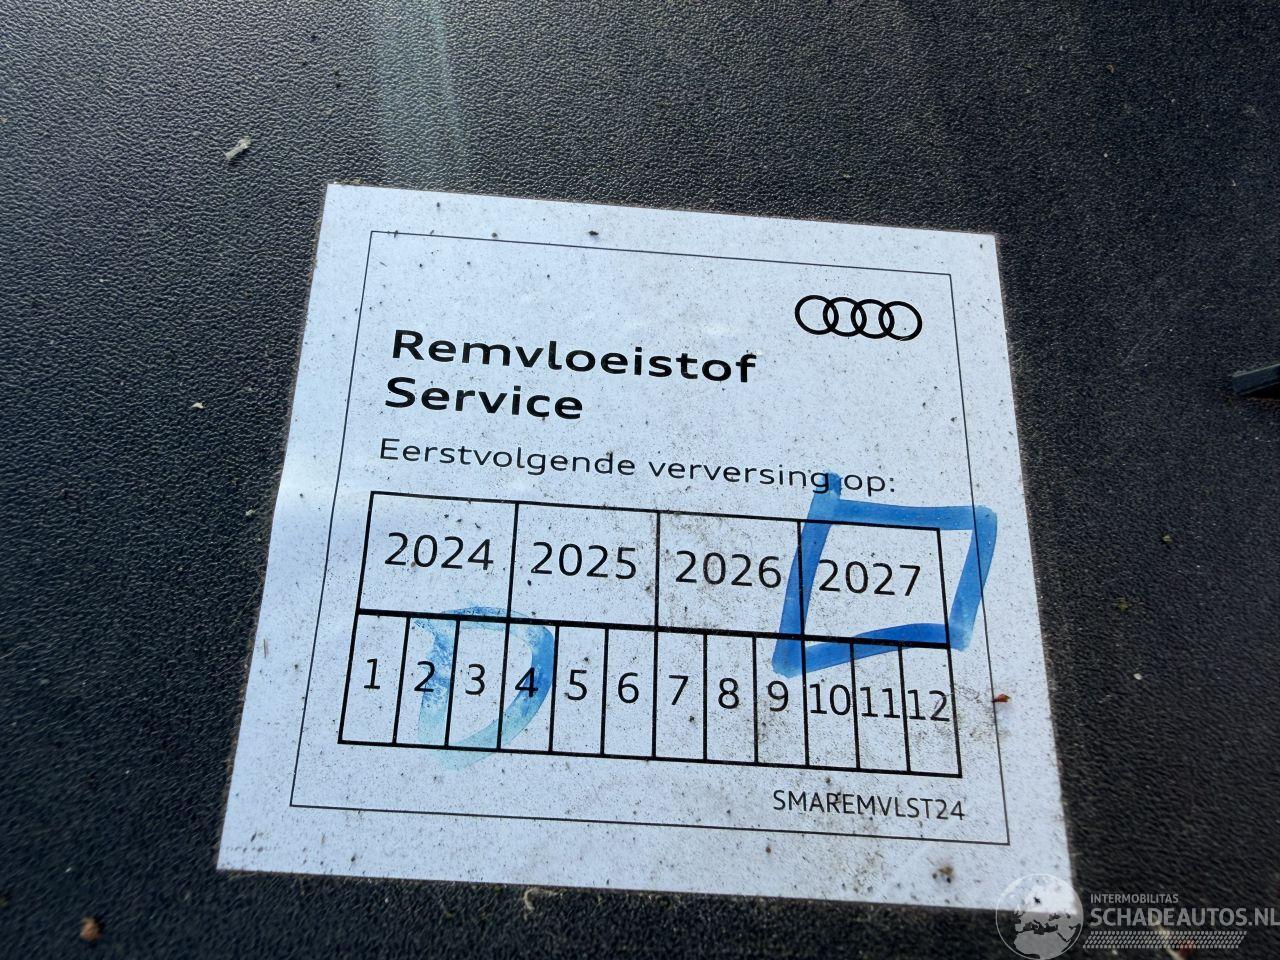 Remvloeistof
Service
Eerstvolgende verversing op:
2024 2025 2026 2027
1 2 3 4 5 6 7 8 9 10 11 12
SMAREMVLST24
INTERMOBILITAS
SCHADEAUTOS.NL